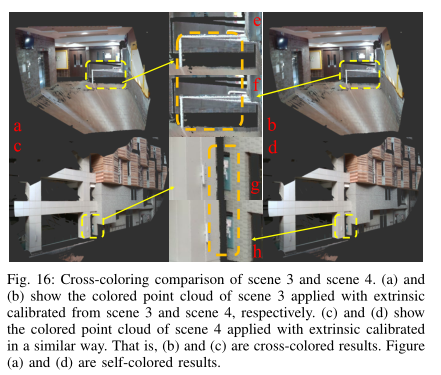 e
f
a
b
c
d
g
h
Fig. 16: Cross-coloring comparison of scene 3 and scene 4. (a) and
(b) show the colored point cloud of scene 3 applied with extrinsic
calibrated from scene 3 and scene 4, respectively. (c) and (d) show
the colored point cloud of scene 4 applied with extrinsic calibrated
in a similar way. That is, (b) and (c) are cross-colored results. Figure
(a) and (d) are self-colored results.